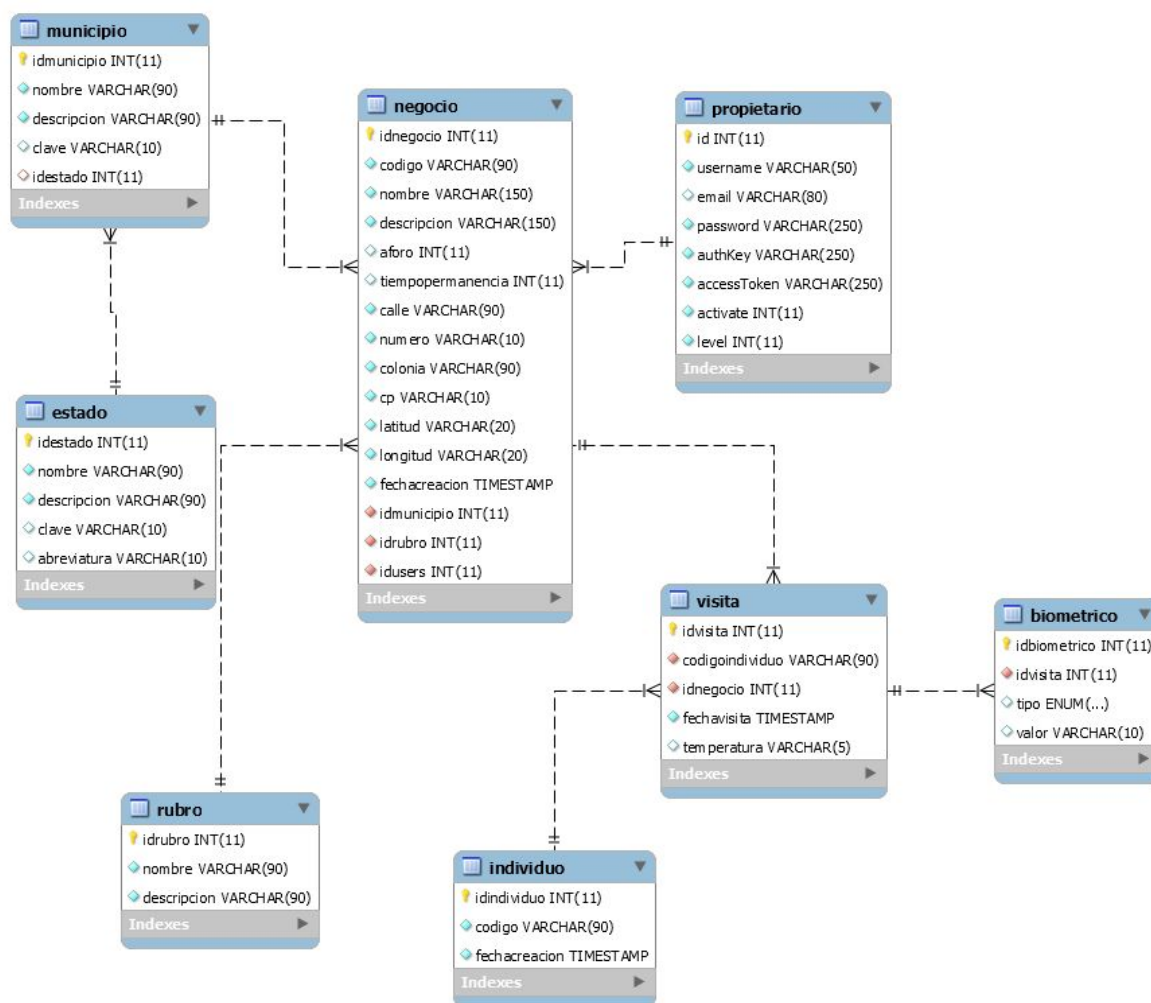 municipio
idmunicipio INT(11)
nombre VARCHAR(90)
descripcion VARCHAR(90)
clave VARCHAR(10)
idestado INT(11)
Indexes
negocio
idnegocio INT(11)
codigo VARCHAR(90)
nombre VARCHAR(150)
descripcion VARCHAR(150)
aforo INT(11)
tiempopermanencia INT(11)
calle VARCHAR(90)
numero VARCHAR(10)
colonia VARCHAR(90)
cp VARCHAR(10)
latitud VARCHAR(20)
longitud VARCHAR(20)
fechacreacion TIMESTAMP
idmunicipio INT(11)
idrubro INT(11)
idusers INT(11)
Indexes
propietario
id INT(11)
username VARCHAR(50)
email VARCHAR(80)
password VARCHAR(250)
authKey VARCHAR(250)
accessToken VARCHAR(250)
activate INT(11)
level INT(11)
Indexes
estado
idestado INT(11)
nombre VARCHAR(90)
descripcion VARCHAR(90)
clave VARCHAR(10)
abreviatura VARCHAR(10)
Indexes
visita
idvisita INT(11)
codigoindividuo VARCHAR(90)
idnegocio INT(11)
fechavisita TIMESTAMP
temperatura VARCHAR(5)
Indexes
biometrico
idbiometrico INT(11)
idvisita INT(11)
tipo ENUM(...)
valor VARCHAR(10)
Indexes
rubro
idrubro INT(11)
nombre VARCHAR(90)
descripcion VARCHAR(90)
Indexes
individuo
idindividuo INT(11)
codigo VARCHAR(90)
fechacreacion TIMESTAMP
Indexes